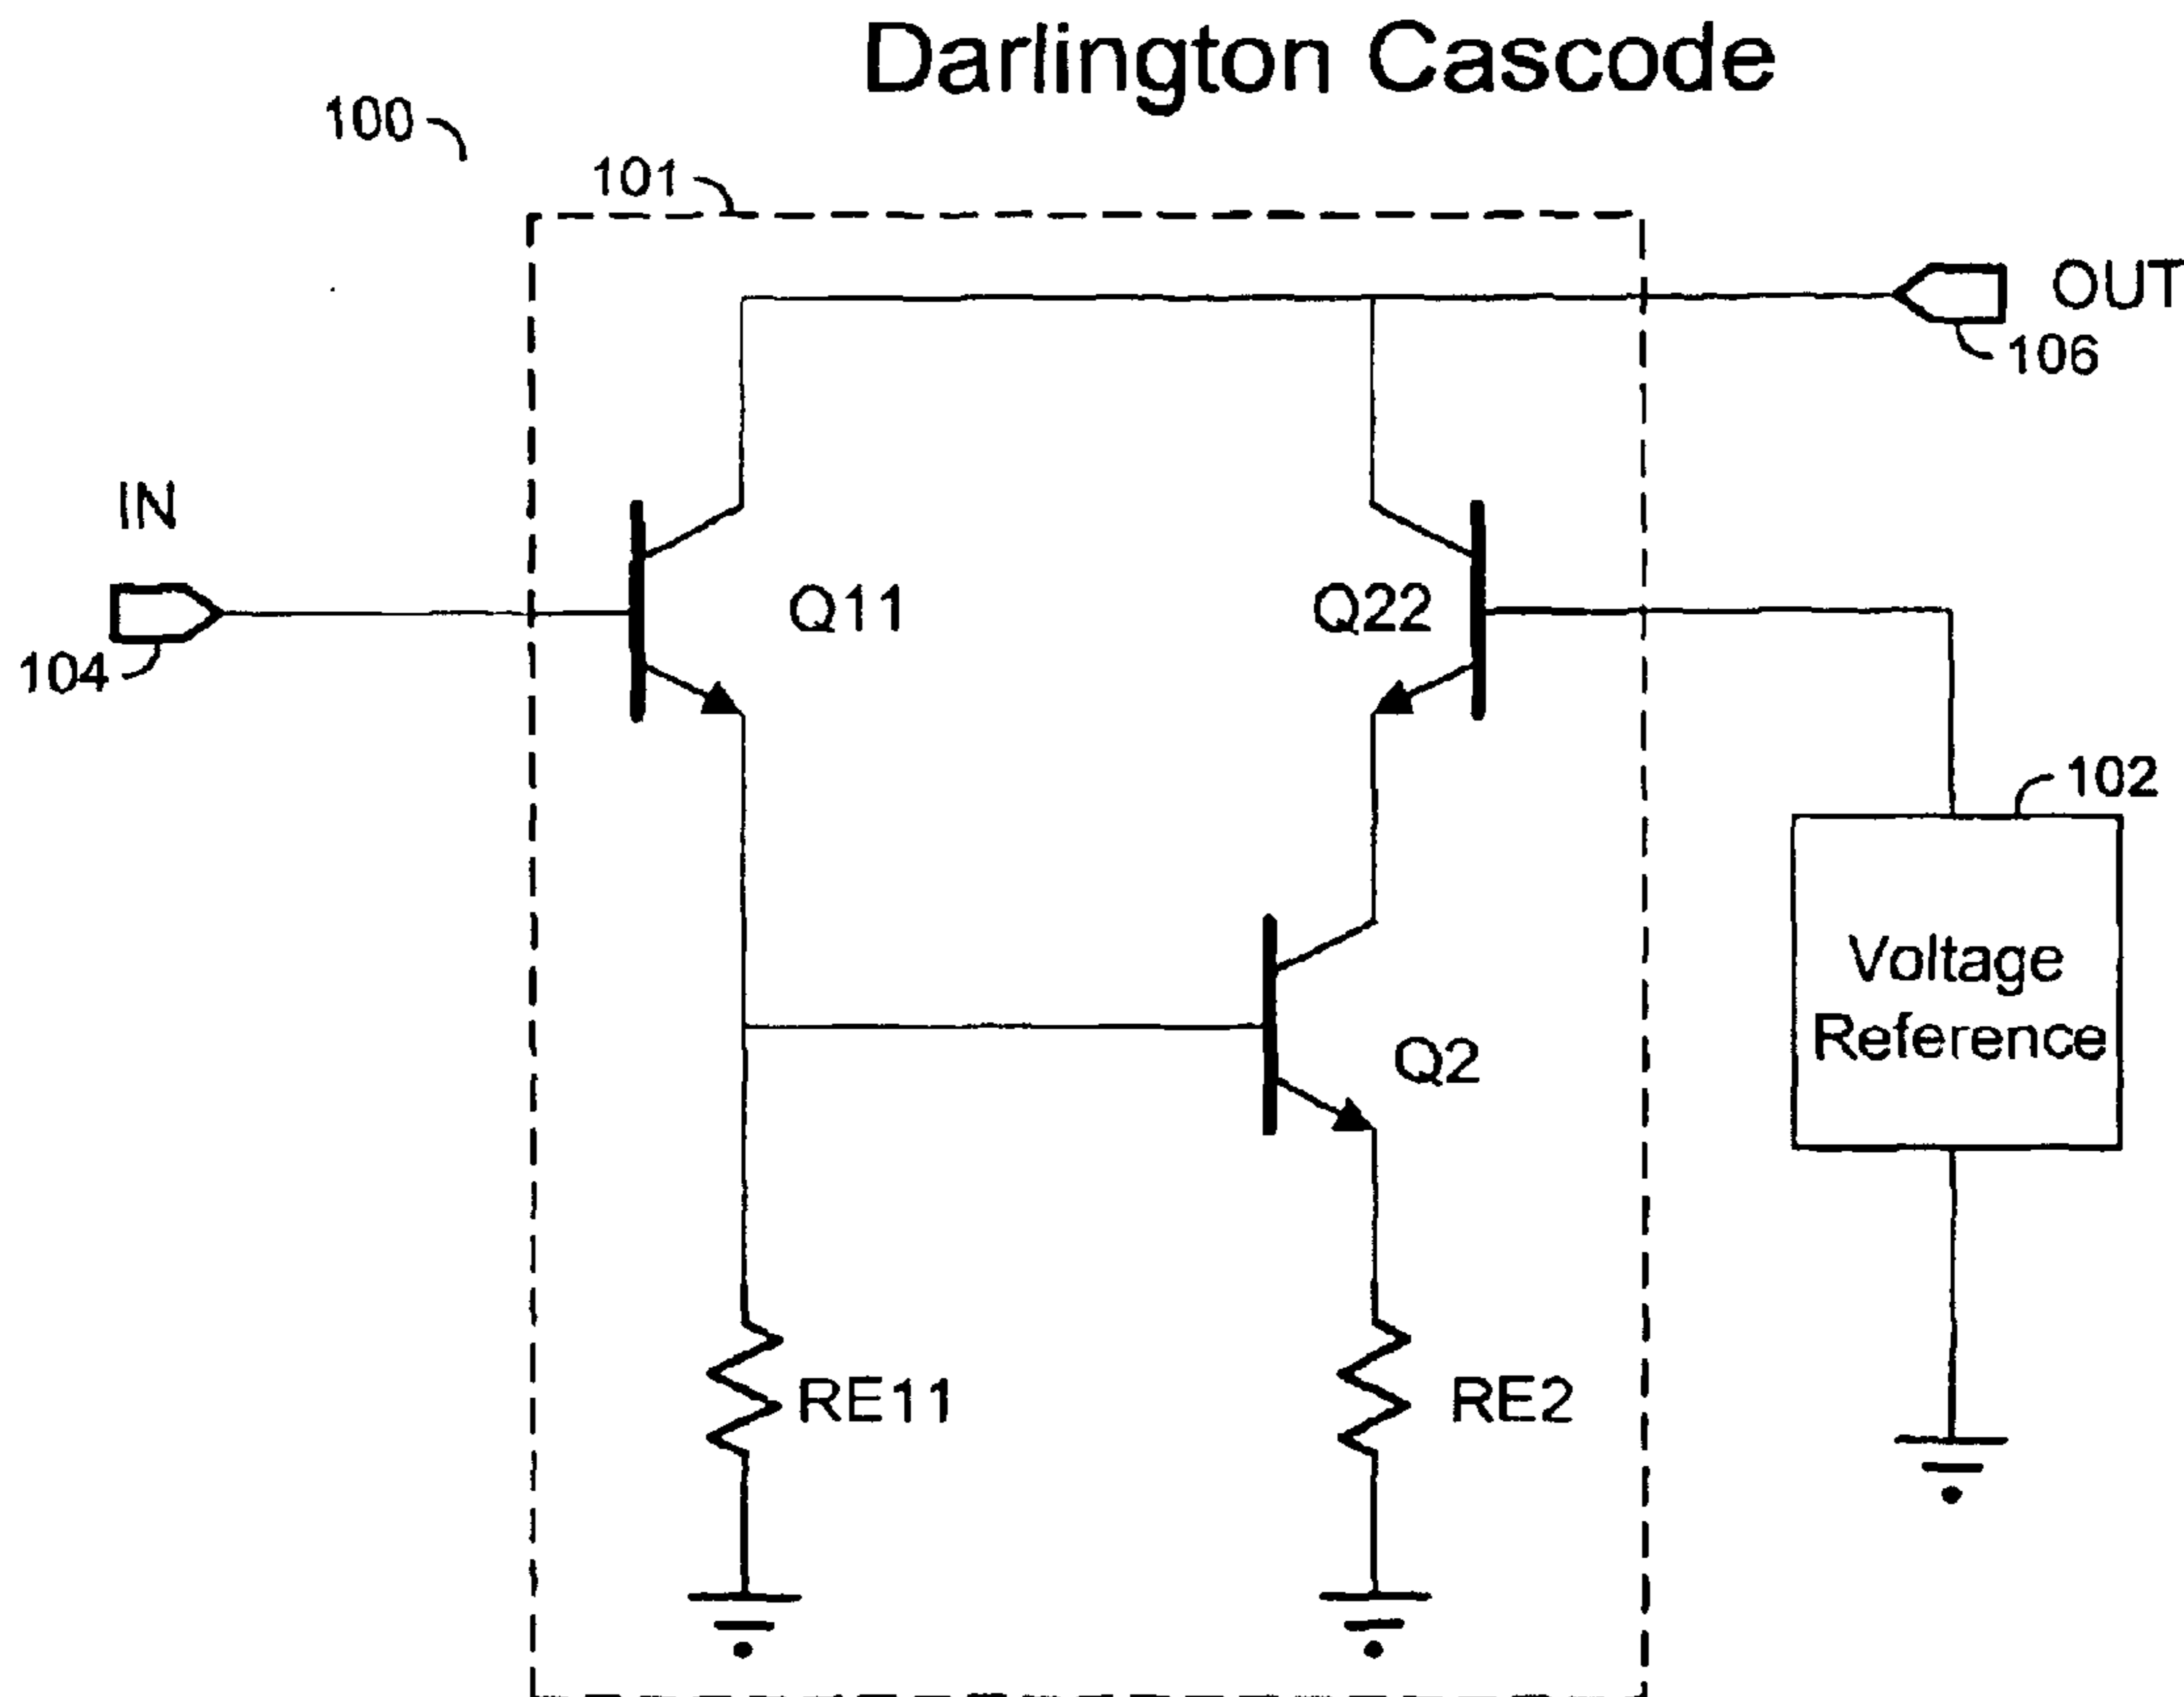 Darlington Cascode
100
101
OUT
106
IN
104
Q11
Q22
102
Voltage
Reference
Q2
RE11
RE2